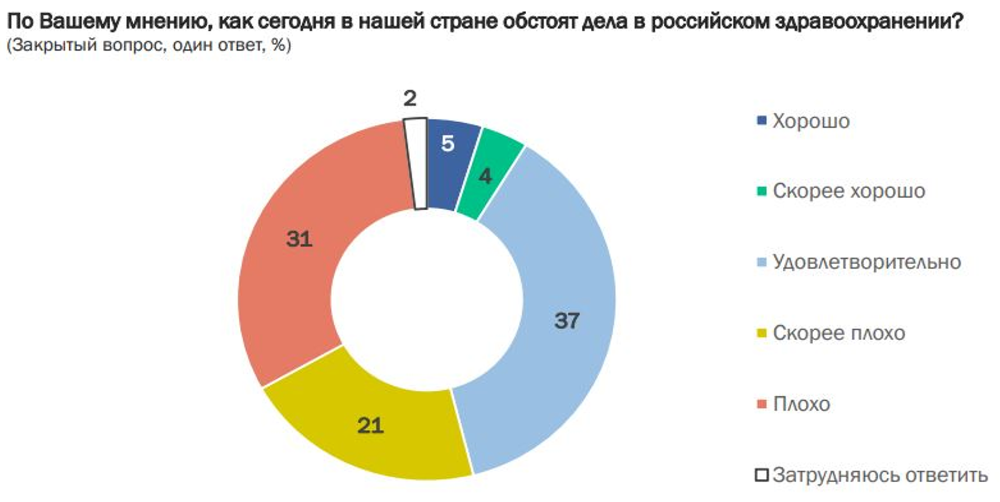 По Вашему мнению, как сегодня в нашей стране обстоят дела в российском здравоохранении?
(Закрытый вопрос, один ответ, %)
2
5
4
31
37
21
Хорошо
Скорее хорошо
Удовлетворительно
Скорее плохо
Плохо
Затрудняюсь ответить